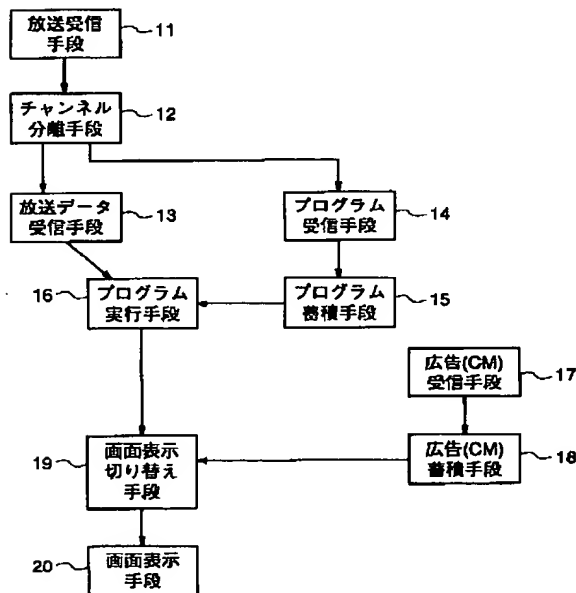 放送受信
手段
11
チャンネル
分離手段
12
放送データ
受信手段
13
プログラム
受信手段
14
16
プログラム
実行手段
プログラム
蓄積手段
15
広告(CM)
受信手段
17
19
画面表示
切り替え
手段
広告(CM)
蓄積手段
18
20
画面表示
手段